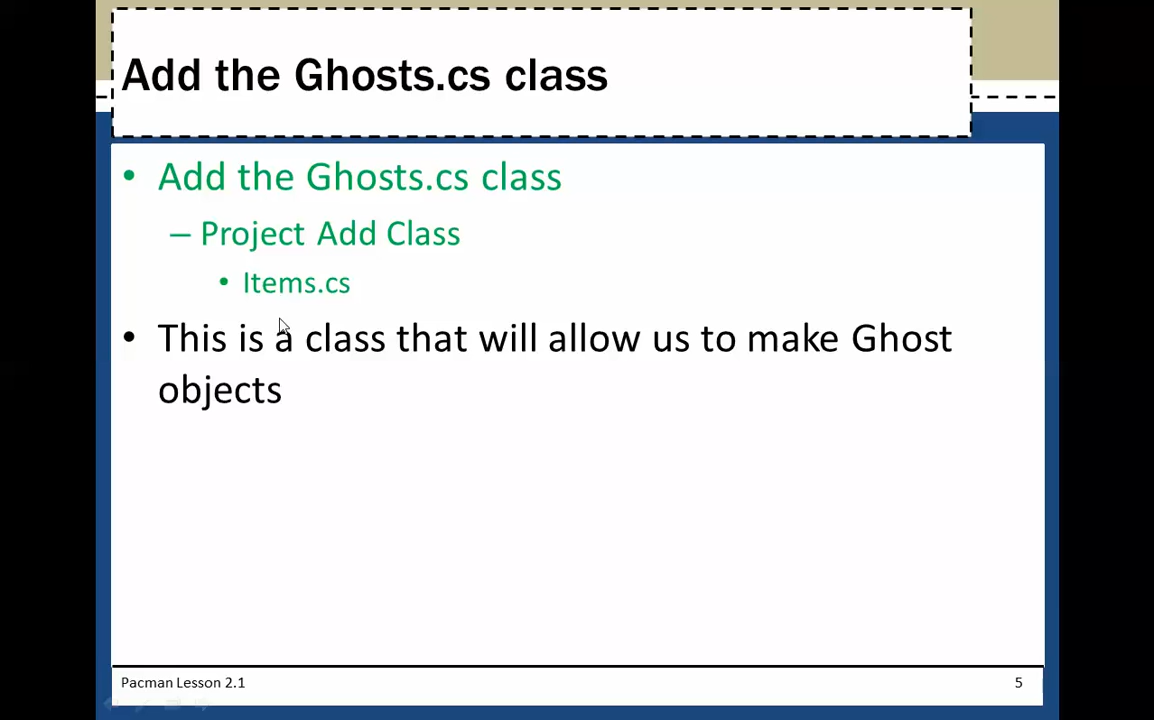 Add the Ghosts.cs class
• Add the Ghosts.cs class
– Project Add Class
• Items.cs
• This is a class that will allow us to make Ghost
objects
Pacman Lesson 2.1
5